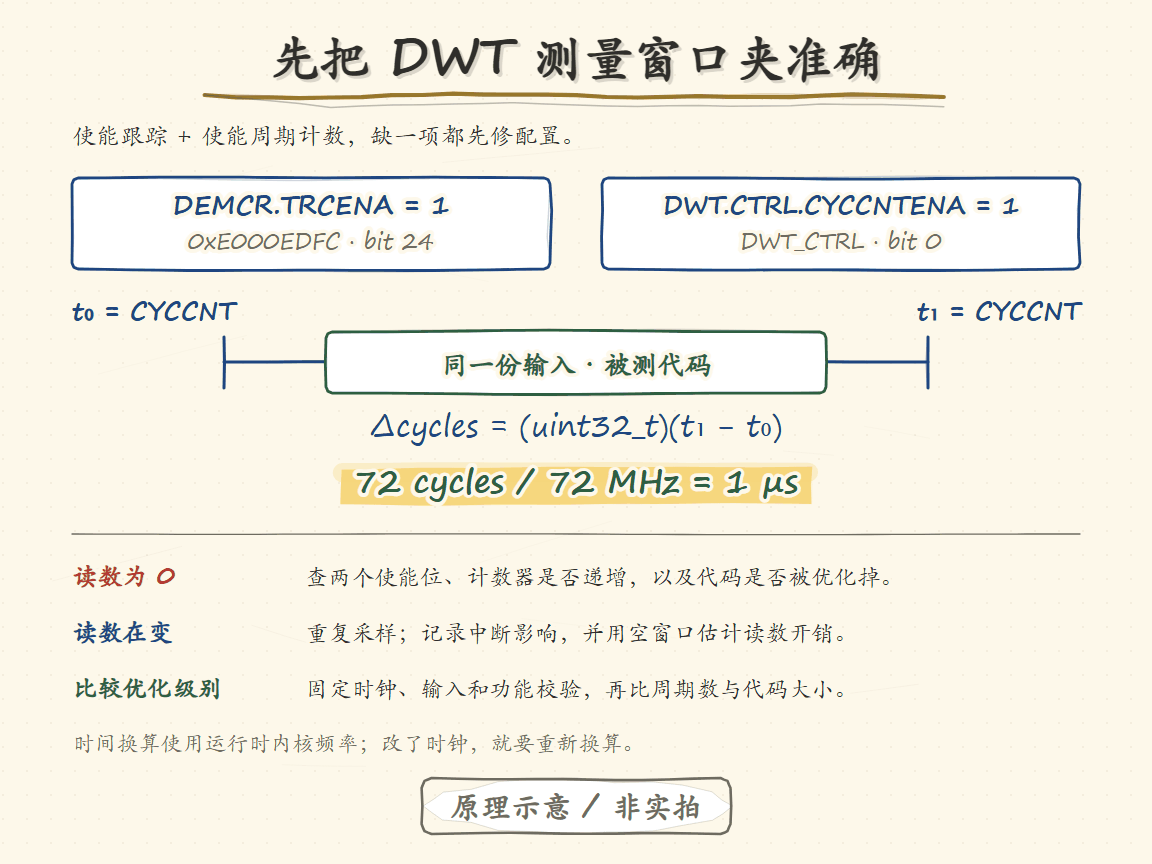 先把 DWT 测量窗口夹准确
使能跟踪 + 使能周期计数，缺一项都先修配置。
DEMCR.TRCENA = 1
0xE000EDFC · bit 24
DWT.CTRL.CYCCNTENA = 1
DWT_CTRL · bit 0
t₀ = CYCCNT
t₁ = CYCCNT
同一份输入 · 被测代码
Δcycles = (uint32_t)(t₁ − t₀)
72 cycles / 72 MHz = 1 μs
读数为 0
查两个使能位、计数器是否递增，以及代码是否被优化掉。
读数在变
重复采样；记录中断影响，并用空窗口估计读数开销。
比较优化级别
固定时钟、输入和功能校验，再比周期数与代码大小。
时间换算使用运行时内核频率；改了时钟，就要重新换算。
原理示意 / 非实拍